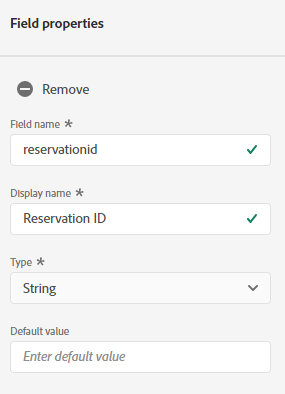 Field properties
Remove
Field name *
reservationid
Display name *
Reservation ID
Type *
String
Default value
Enter default value